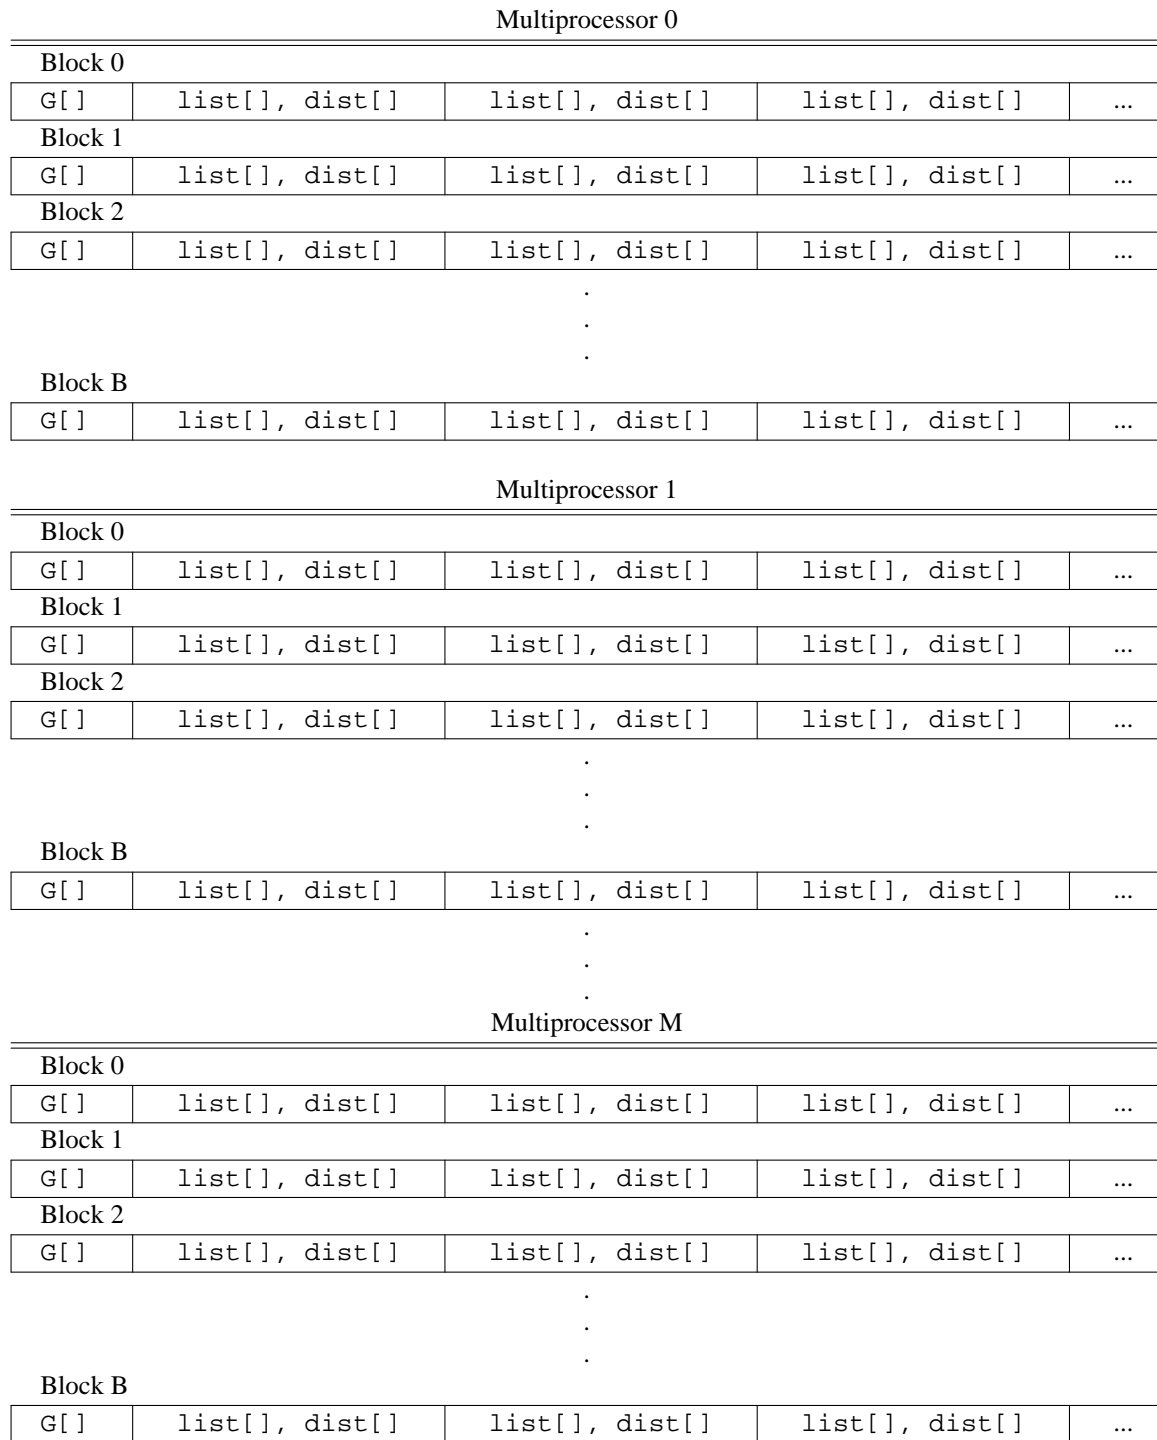 Multiprocessor 0
Block 0
G[] list[], dist[] list[], dist[] list[], dist[] ...
Block 1
G[] list[], dist[] list[], dist[] list[], dist[] ...
Block 2
G[] list[], dist[] list[], dist[] list[], dist[] ...
.
.
.
Block B
G[] list[], dist[] list[], dist[] list[], dist[] ...
Multiprocessor 1
Block 0
G[] list[], dist[] list[], dist[] list[], dist[] ...
Block 1
G[] list[], dist[] list[], dist[] list[], dist[] ...
Block 2
G[] list[], dist[] list[], dist[] list[], dist[] ...
.
.
.
Block B
G[] list[], dist[] list[], dist[] list[], dist[] ...
.
.
.
Multiprocessor M
Block 0
G[] list[], dist[] list[], dist[] list[], dist[] ...
Block 1
G[] list[], dist[] list[], dist[] list[], dist[] ...
Block 2
G[] list[], dist[] list[], dist[] list[], dist[] ...
.
.
.
Block B
G[] list[], dist[] list[], dist[] list[], dist[] ...